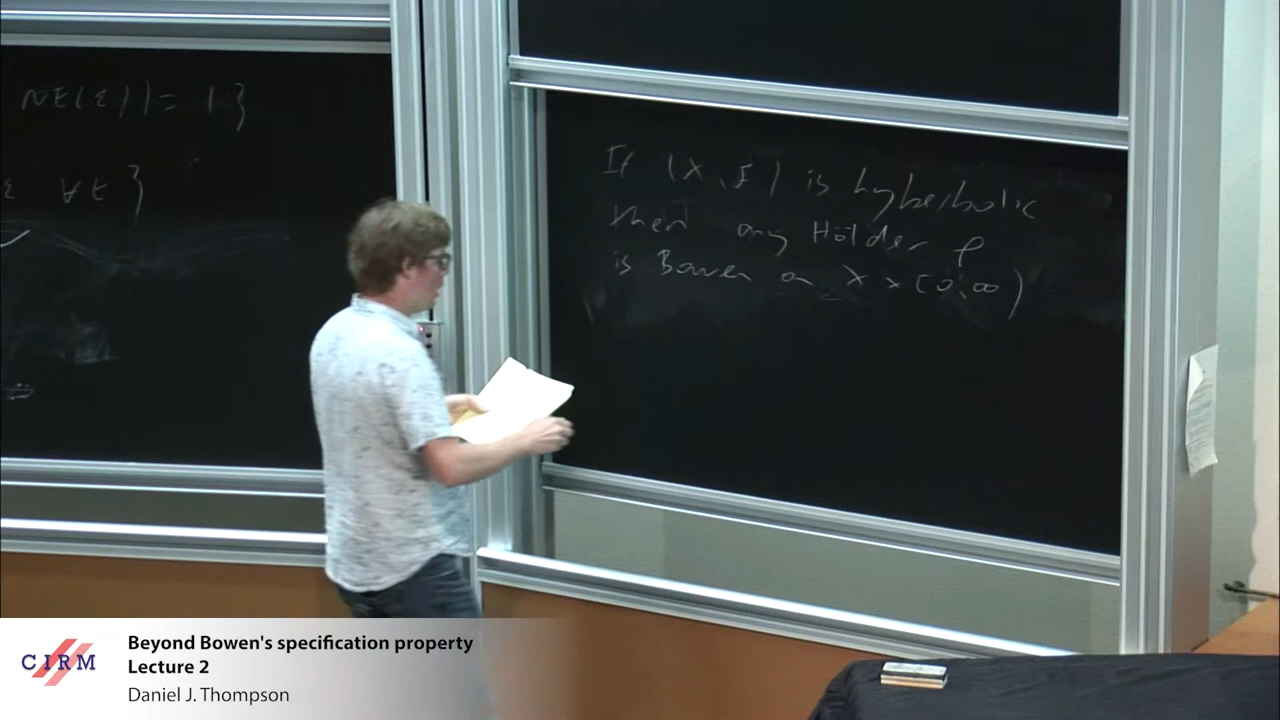 NE(ε)) = 1 }
ε ∀t }
If (X, F) is hyperbolic
then any Hölder φ
is Bowen on X × [0, ∞)
CIRM
Beyond Bowen's specification property
Lecture 2
Daniel J. Thompson